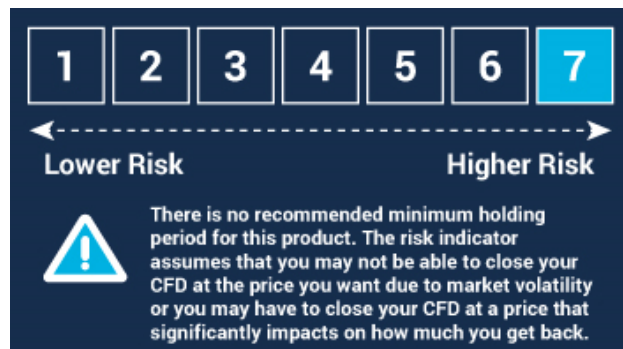 1 2 3 4 5 6 7
Lower Risk Higher Risk
There is no recommended minimum holding
period for this product. The risk indicator
assumes that you may not be able to close your
CFD at the price you want due to market volatility
or you may have to close your CFD at a price that
significantly impacts on how much you get back.